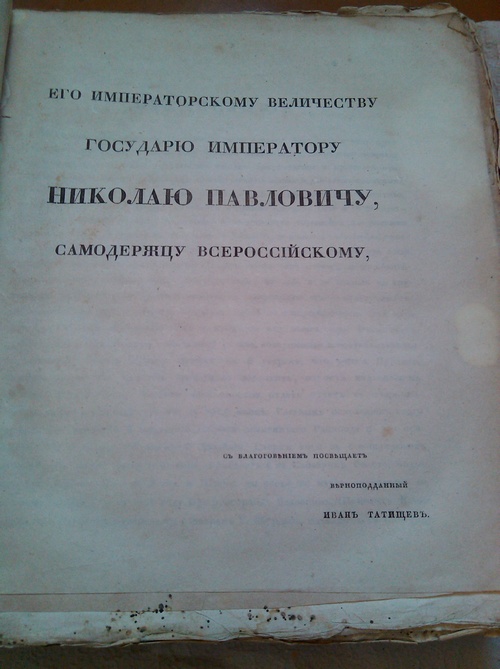 ЕГО ИМПЕРАТОРСКОМУ ВЕЛИЧЕСТВУ
ГОСУДАРЮ ИМПЕРАТОРУ
НИКОЛАЮ ПАВЛОВИЧУ,
САМОДЕРЖЦУ ВСЕРОССІЙСКОМУ,
СЪ БЛАГОГОВѢНІЕМЪ ПОСВЯЩАЕТЪ
ВѢРНОПОДДАННЫЙ
ИВАНЪ ТАТИЩЕВЪ.